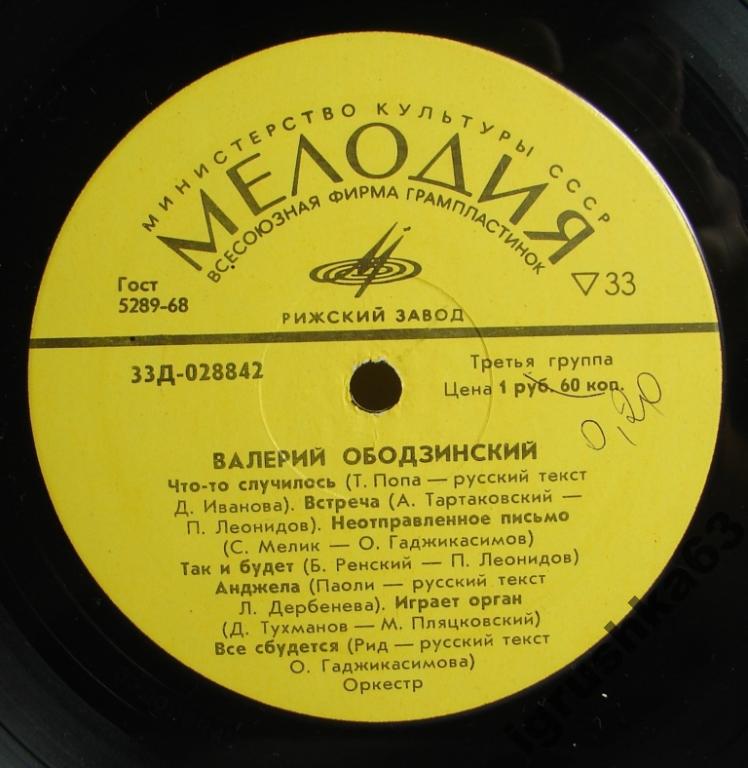 МИНИСТЕРСТВО КУЛЬТУРЫ СССР
МЕЛОДИЯ
ВСЕСОЮЗНАЯ ФИРМА ГРАМПЛАСТИНОК
Гост
5289-68
33
РИЖСКИЙ ЗАВОД
33Д-028842
Третья группа
Цена 1 руб. 60 коп.
0,20
ВАЛЕРИЙ ОБОДЗИНСКИЙ
Что-то случилось (Т. Попа — русский текст
Д. Иванова). Встреча (А. Тартаковский —
П. Леонидов). Неотправленное письмо
(С. Мелик — О. Гаджикасимов)
Так и будет (Б. Ренский — П. Леонидов)
Анджела (Паоли — русский текст
Л. Дербенева). Играет орган
(Д. Тухманов — М. Пляцковский)
Все сбудется (Рид — русский текст
О. Гаджикасимова)
Оркестр
igrushka63